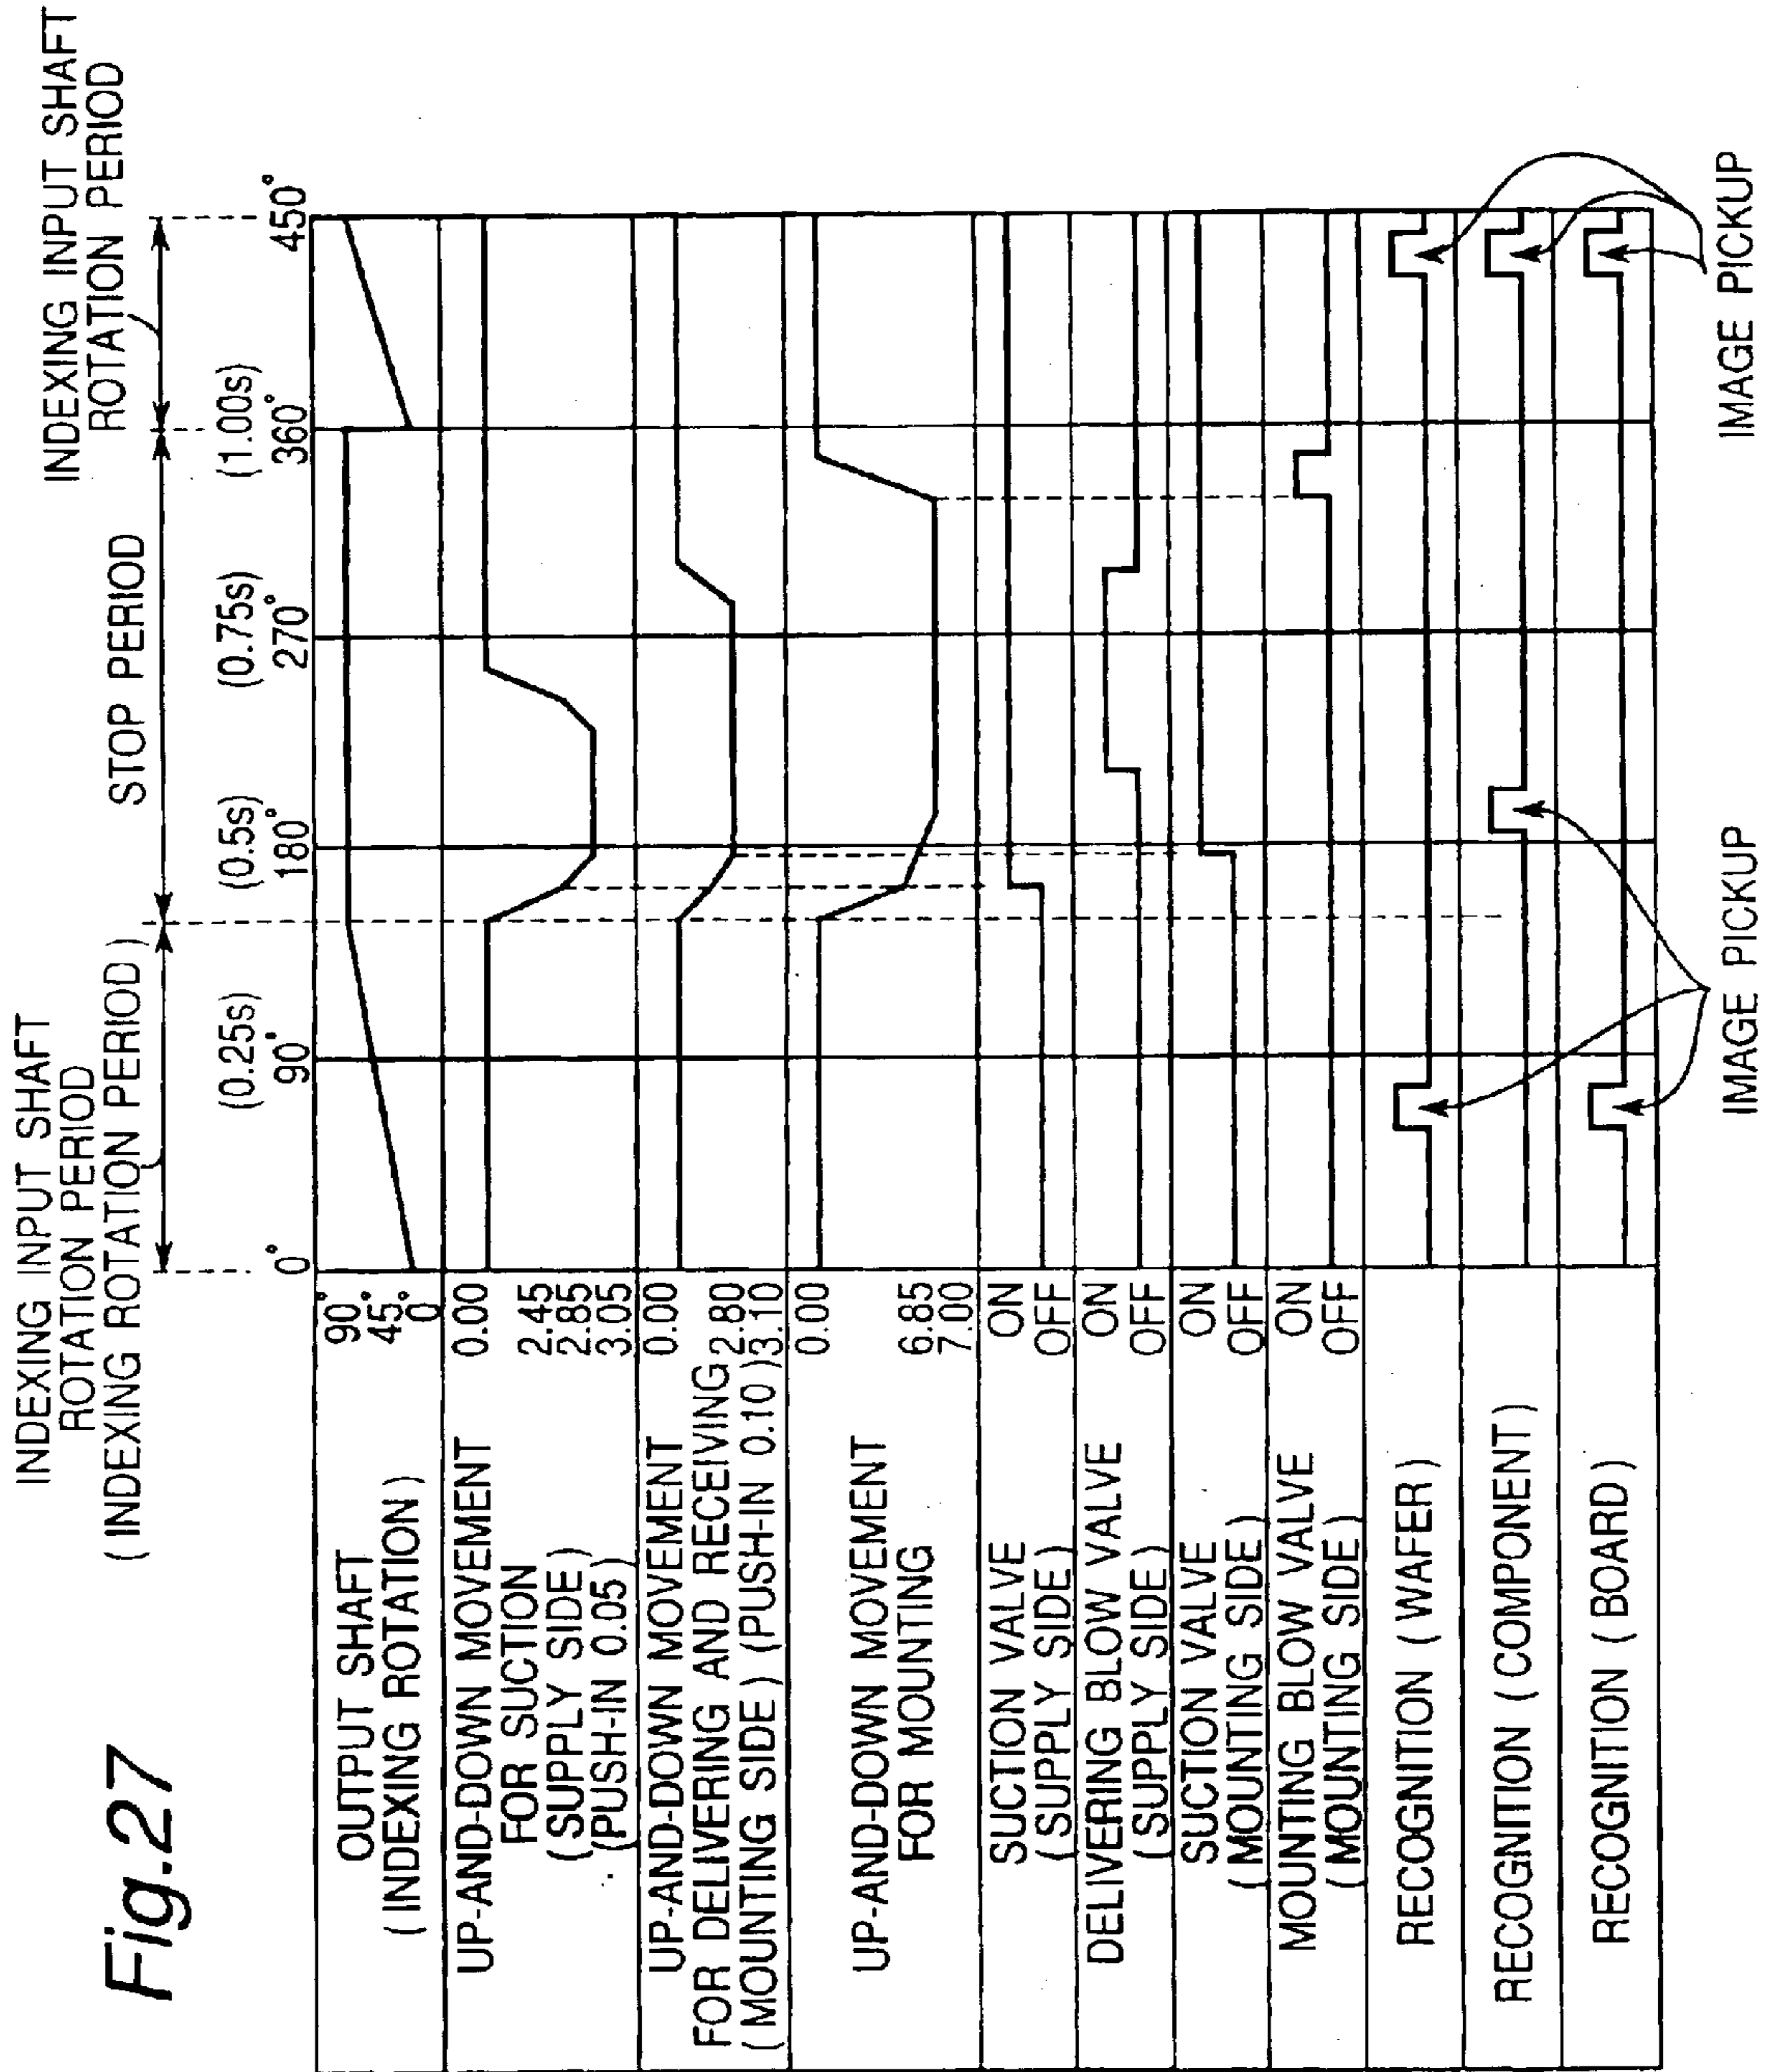 Fig.27
INDEXING INPUT SHAFT
ROTATION PERIOD
(INDEXING ROTATION PERIOD)
STOP PERIOD
INDEXING INPUT SHAFT
ROTATION PERIOD
(0.25s)
(0.5s)
(0.75s)
(1.00s)
0°
90°
180°
270°
360°
450°
OUTPUT SHAFT
(INDEXING ROTATION)
90°
45°
0°
UP-AND-DOWN MOVEMENT
FOR SUCTION
(SUPPLY SIDE)
(PUSH-IN 0.05)
0.00
2.45
2.85
3.05
UP-AND-DOWN MOVEMENT
FOR DELIVERING AND RECEIVING
(MOUNTING SIDE) (PUSH-IN 0.10)
0.00
2.80
3.10
UP-AND-DOWN MOVEMENT
FOR MOUNTING
0.00
6.85
7.00
SUCTION VALVE
(SUPPLY SIDE)
ON
OFF
DELIVERING BLOW VALVE
(SUPPLY SIDE)
ON
OFF
SUCTION VALVE
(MOUNTING SIDE)
ON
OFF
MOUNTING BLOW VALVE
(MOUNTING SIDE)
ON
OFF
RECOGNITION (WAFER)
RECOGNITION (COMPONENT)
RECOGNITION (BOARD)
IMAGE PICKUP
IMAGE PICKUP